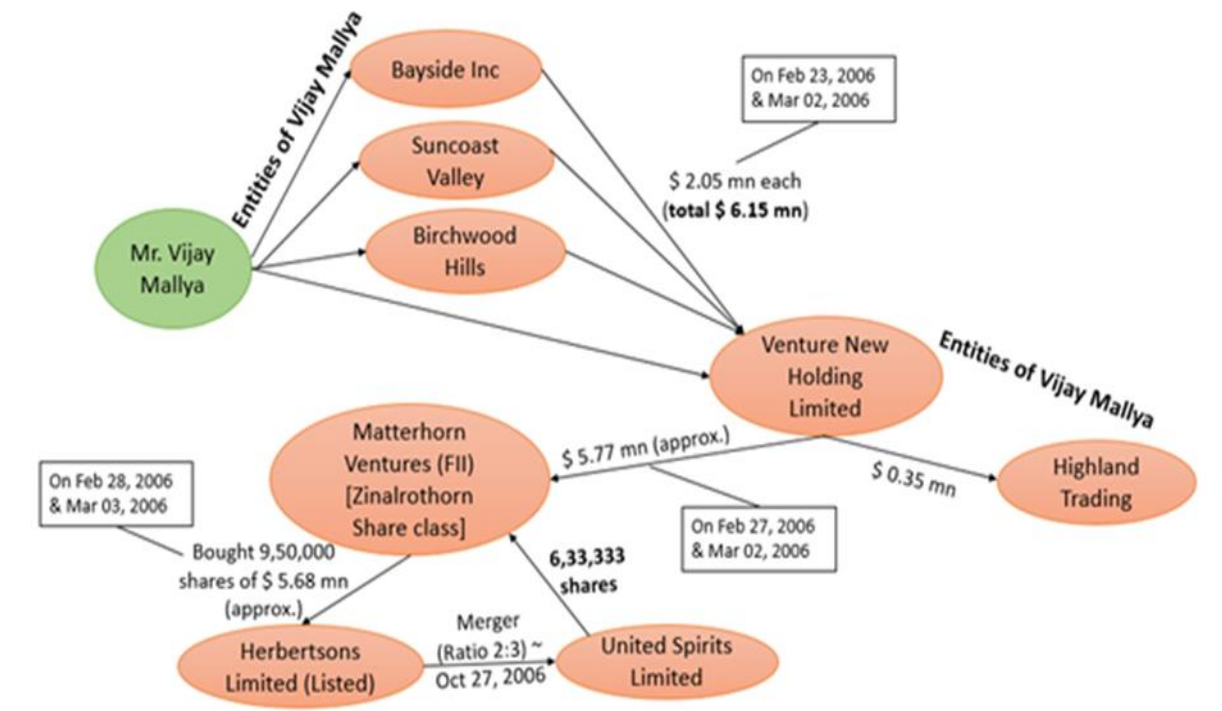 Entities of Vijay Mallya
Bayside Inc
On Feb 23, 2006
& Mar 02, 2006
Suncoast
Valley
$ 2.05 mn each
(total $ 6.15 mn)
Mr. Vijay
Mallya
Birchwood
Hills
Venture New
Holding
Limited
Entities of Vijay Mallya
Matterhorn
Ventures (FII)
[Zinalrothorn
Share class]
$ 5.77 mn (approx.)
$ 0.35 mn
Highland
Trading
On Feb 28, 2006
& Mar 03, 2006
On Feb 27, 2006
& Mar 02, 2006
Bought 9,50,000
shares of $ 5.68 mn
(approx.)
6,33,333
shares
Herbertsons
Limited (Listed)
Merger
(Ratio 2:3) ~
Oct 27, 2006
United Spirits
Limited